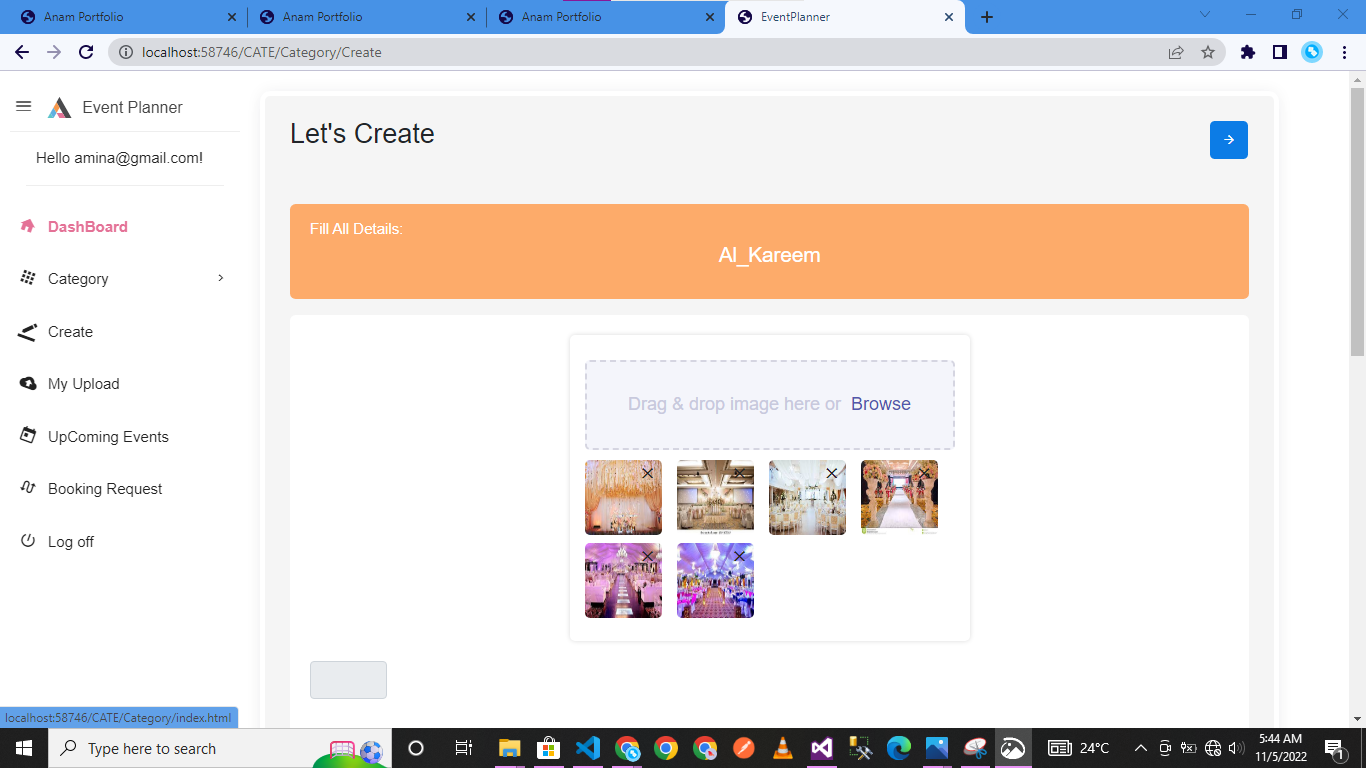 Anam Portfolio
Anam Portfolio
Anam Portfolio
EventPlanner
localhost:58746/CATE/Category/Create
Event Planner
Hello amina@gmail.com!
DashBoard
Category
Create
My Upload
UpComing Events
Booking Request
Log off
Let's Create
Fill All Details:
Al_Kareem
Drag & drop image here or Browse
localhost:58746/CATE/Category/index.html
Type here to search
24°C
5:44 AM
11/5/2022
1